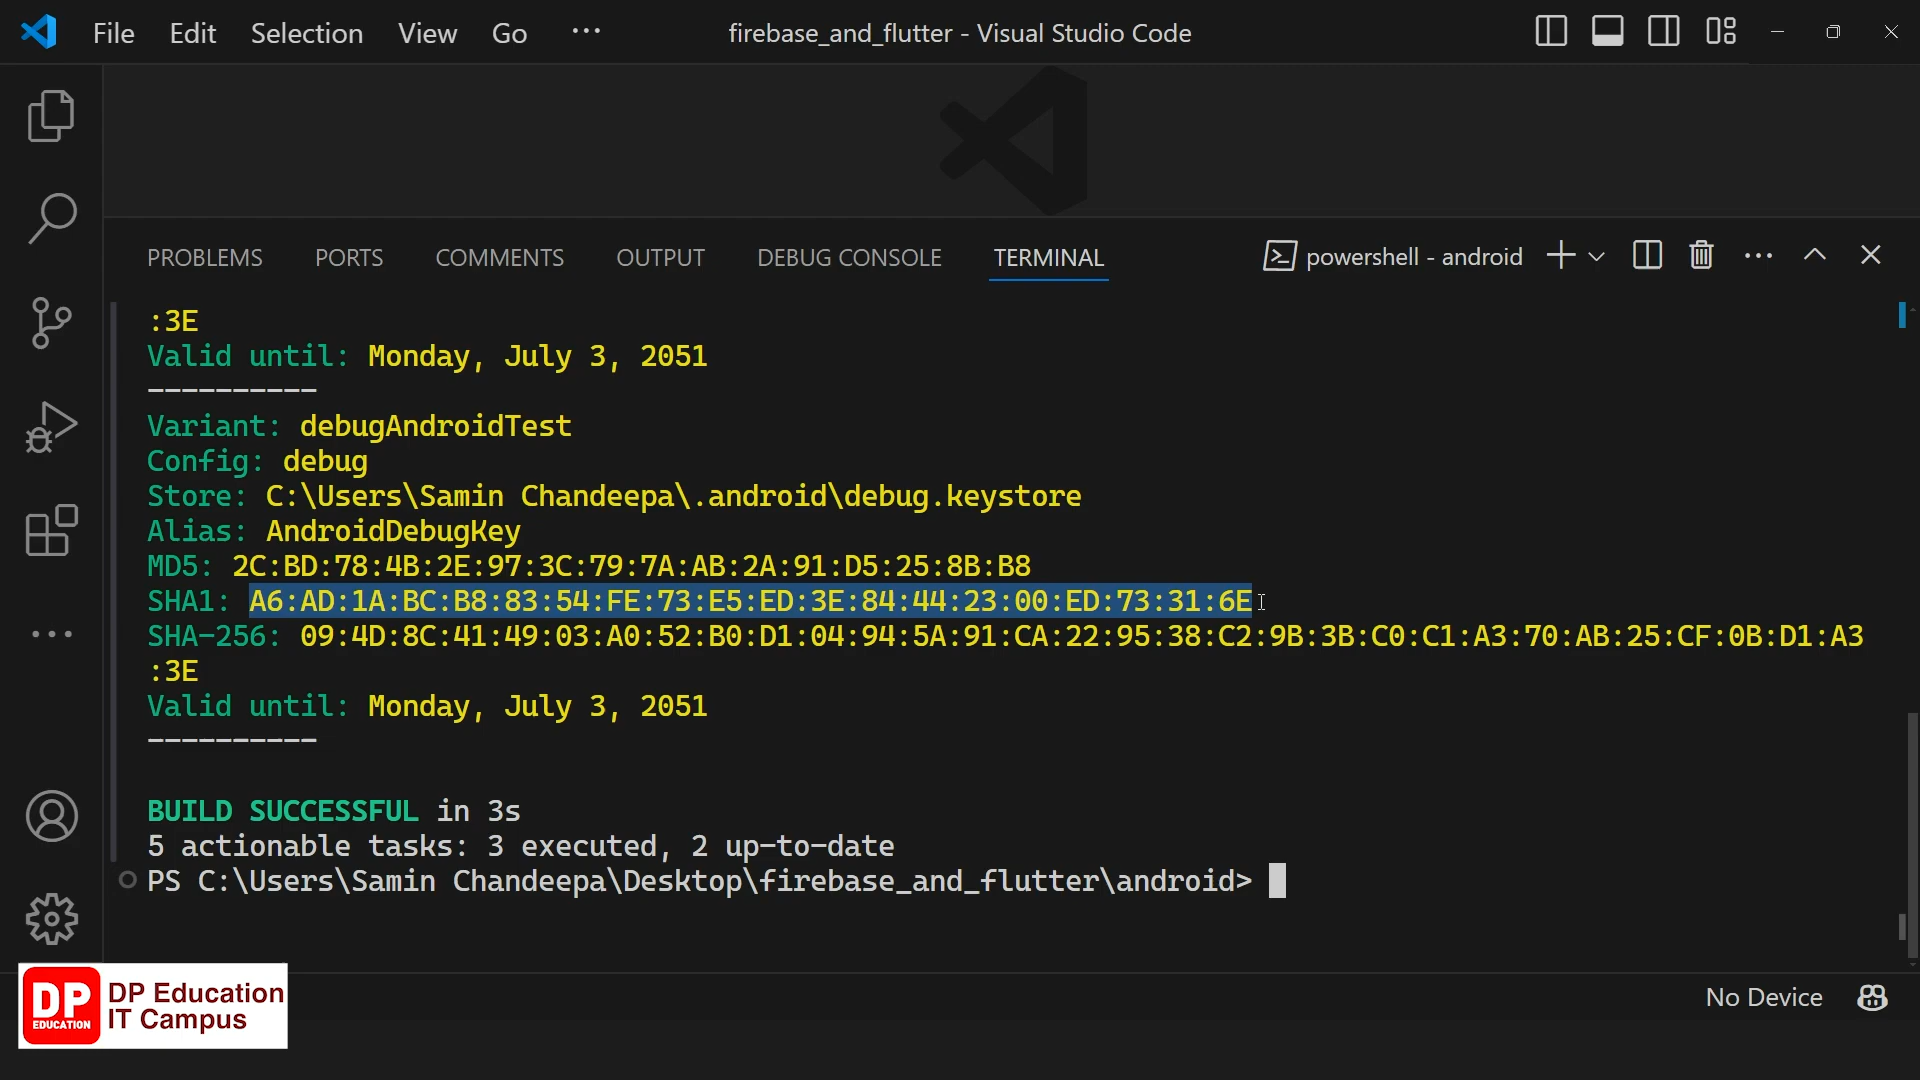 File Edit Selection View Go ··· firebase_and_flutter - Visual Studio Code
PROBLEMS PORTS COMMENTS OUTPUT DEBUG CONSOLE TERMINAL powershell - android
:3E
Valid until: Monday, July 3, 2051
----------
Variant: debugAndroidTest
Config: debug
Store: C:\Users\Samin Chandeepa\.android\debug.keystore
Alias: AndroidDebugKey
MD5: 2C:BD:78:4B:2E:97:3C:79:7A:AB:2A:91:D5:25:8B:B8
SHA1: A6:AD:1A:BC:B8:83:54:FE:73:E5:ED:3E:84:44:23:00:ED:73:31:6E
SHA-256: 09:4D:8C:41:49:03:A0:52:B0:D1:04:94:5A:91:CA:22:95:38:C2:9B:3B:C0:C1:A3:70:AB:25:CF:0B:D1:A3
:3E
Valid until: Monday, July 3, 2051
----------
BUILD SUCCESSFUL in 3s
5 actionable tasks: 3 executed, 2 up-to-date
PS C:\Users\Samin Chandeepa\Desktop\firebase_and_flutter\android>
DP EDUCATION
DP Education
IT Campus
No Device